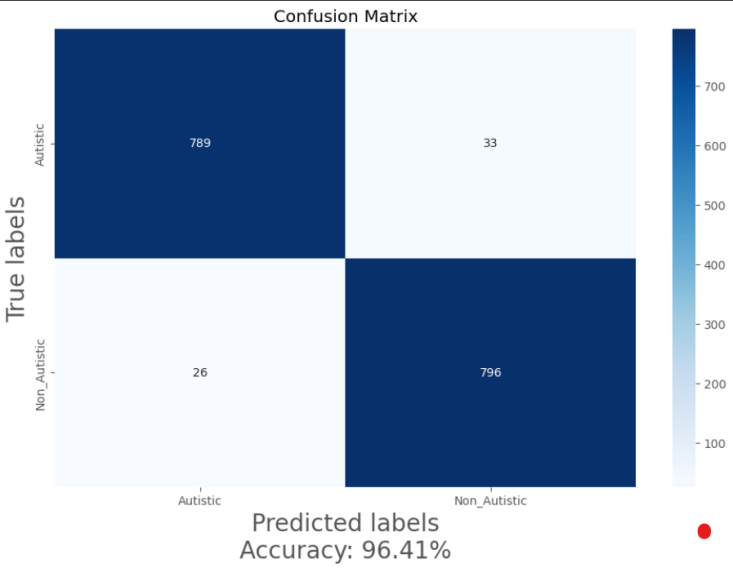 Confusion Matrix
True labels
Autistic
789
33
Non_Autistic
26
796
Autistic
Non_Autistic
Predicted labels
Accuracy: 96.41%
700
600
500
400
300
200
100